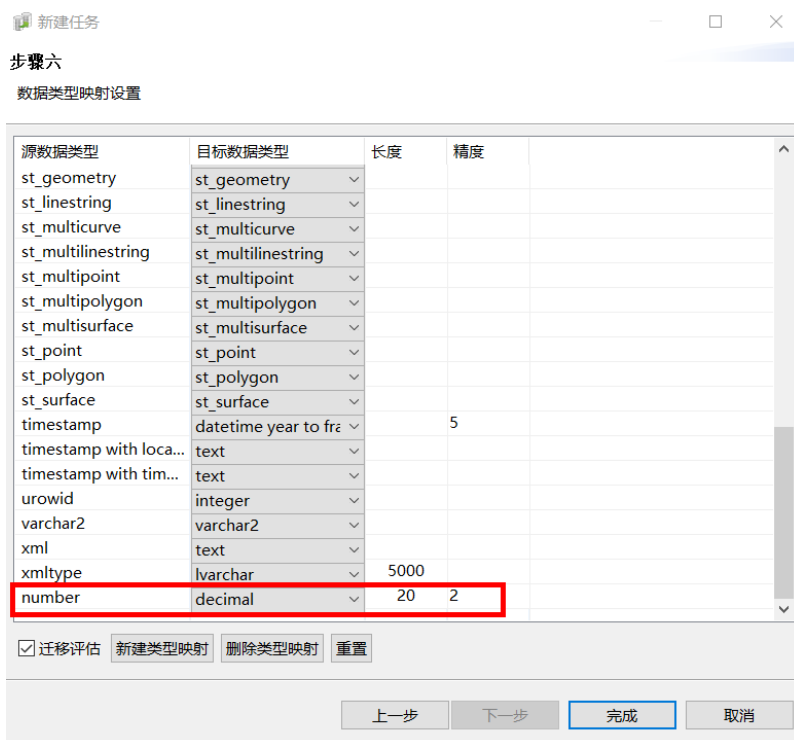 新建任务
步骤六
数据类型映射设置
源数据类型 目标数据类型 长度 精度
st_geometry st_geometry
st_linestring st_linestring
st_multicurve st_multicurve
st_multilinestring st_multilinestring
st_multipoint st_multipoint
st_multipolygon st_multipolygon
st_multisurface st_multisurface
st_point st_point
st_polygon st_polygon
st_surface st_surface
timestamp datetime year to fra 5
timestamp with loca... text
timestamp with tim... text
urowid integer
varchar2 varchar2
xml text
xmltype lvarchar 5000
number decimal 20 2
迁移评估 新建类型映射 删除类型映射 重置
上一步 下一步 完成 取消